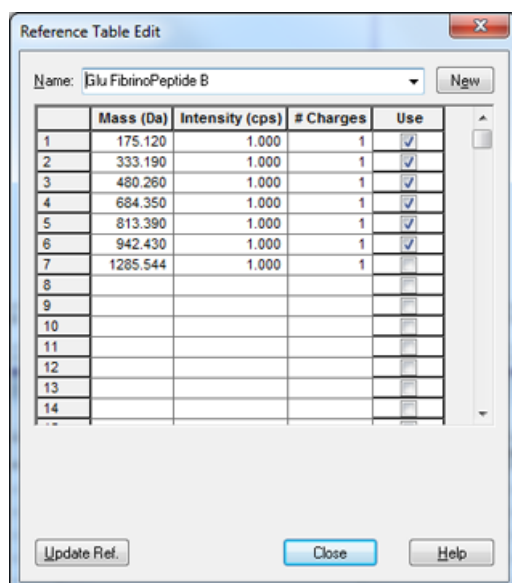 Reference Table Edit
Name: Glu FibrinoPeptide B New
Mass (Da) Intensity (cps) # Charges Use
1 175.120 1.000 1
2 333.190 1.000 1
3 480.260 1.000 1
4 684.350 1.000 1
5 813.390 1.000 1
6 942.430 1.000 1
7 1285.544 1.000 1
8
9
10
11
12
13
14
Update Ref. Close Help